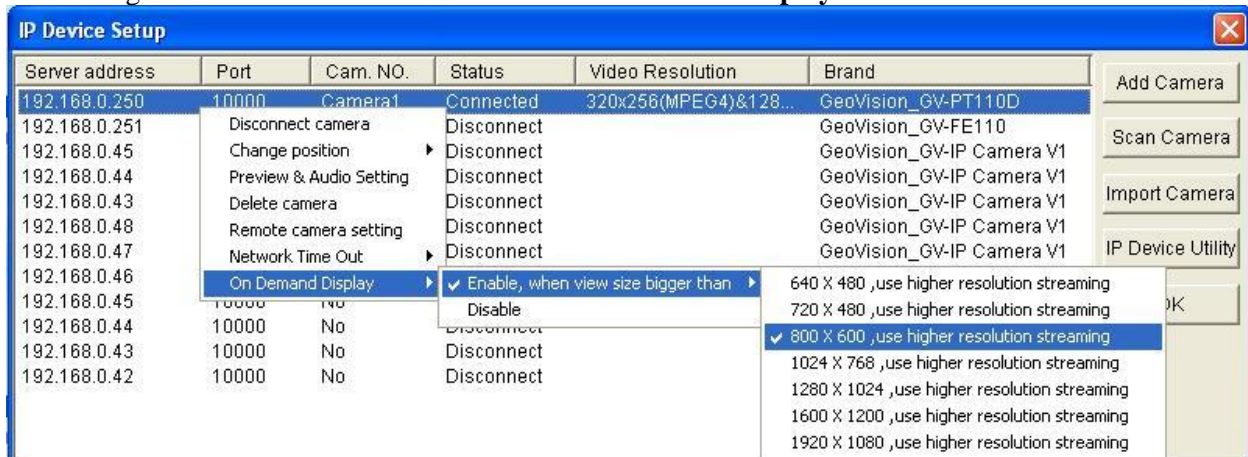 IP Device Setup
Server address Port Cam. NO. Status Video Resolution Brand
Add Camera
192.168.0.250 10000 Camera1 Connected 320x256(MPEG4)&128... GeoVision_GV-PT110D
192.168.0.251 Disconnect camera Disconnect GeoVision_GV-FE110
Scan Camera
192.168.0.45 Change position Disconnect GeoVision_GV-IP Camera V1
192.168.0.44 Preview & Audio Setting Disconnect GeoVision_GV-IP Camera V1
192.168.0.43 Delete camera Disconnect GeoVision_GV-IP Camera V1
Import Camera
192.168.0.48 Remote camera setting Disconnect GeoVision_GV-IP Camera V1
192.168.0.47 Network Time Out Disconnect GeoVision_GV-IP Camera V1
IP Device Utility
192.168.0.46 On Demand Display Enable, when view size bigger than 640 X 480 ,use higher resolution streaming
192.168.0.45 10000 No Disable 720 X 480 ,use higher resolution streaming
192.168.0.44 10000 No Disconnect 800 X 600 ,use higher resolution streaming
192.168.0.43 10000 No Disconnect 1024 X 768 ,use higher resolution streaming
192.168.0.42 10000 No Disconnect 1280 X 1024 ,use higher resolution streaming
1600 X 1200 ,use higher resolution streaming
1920 X 1080 ,use higher resolution streaming